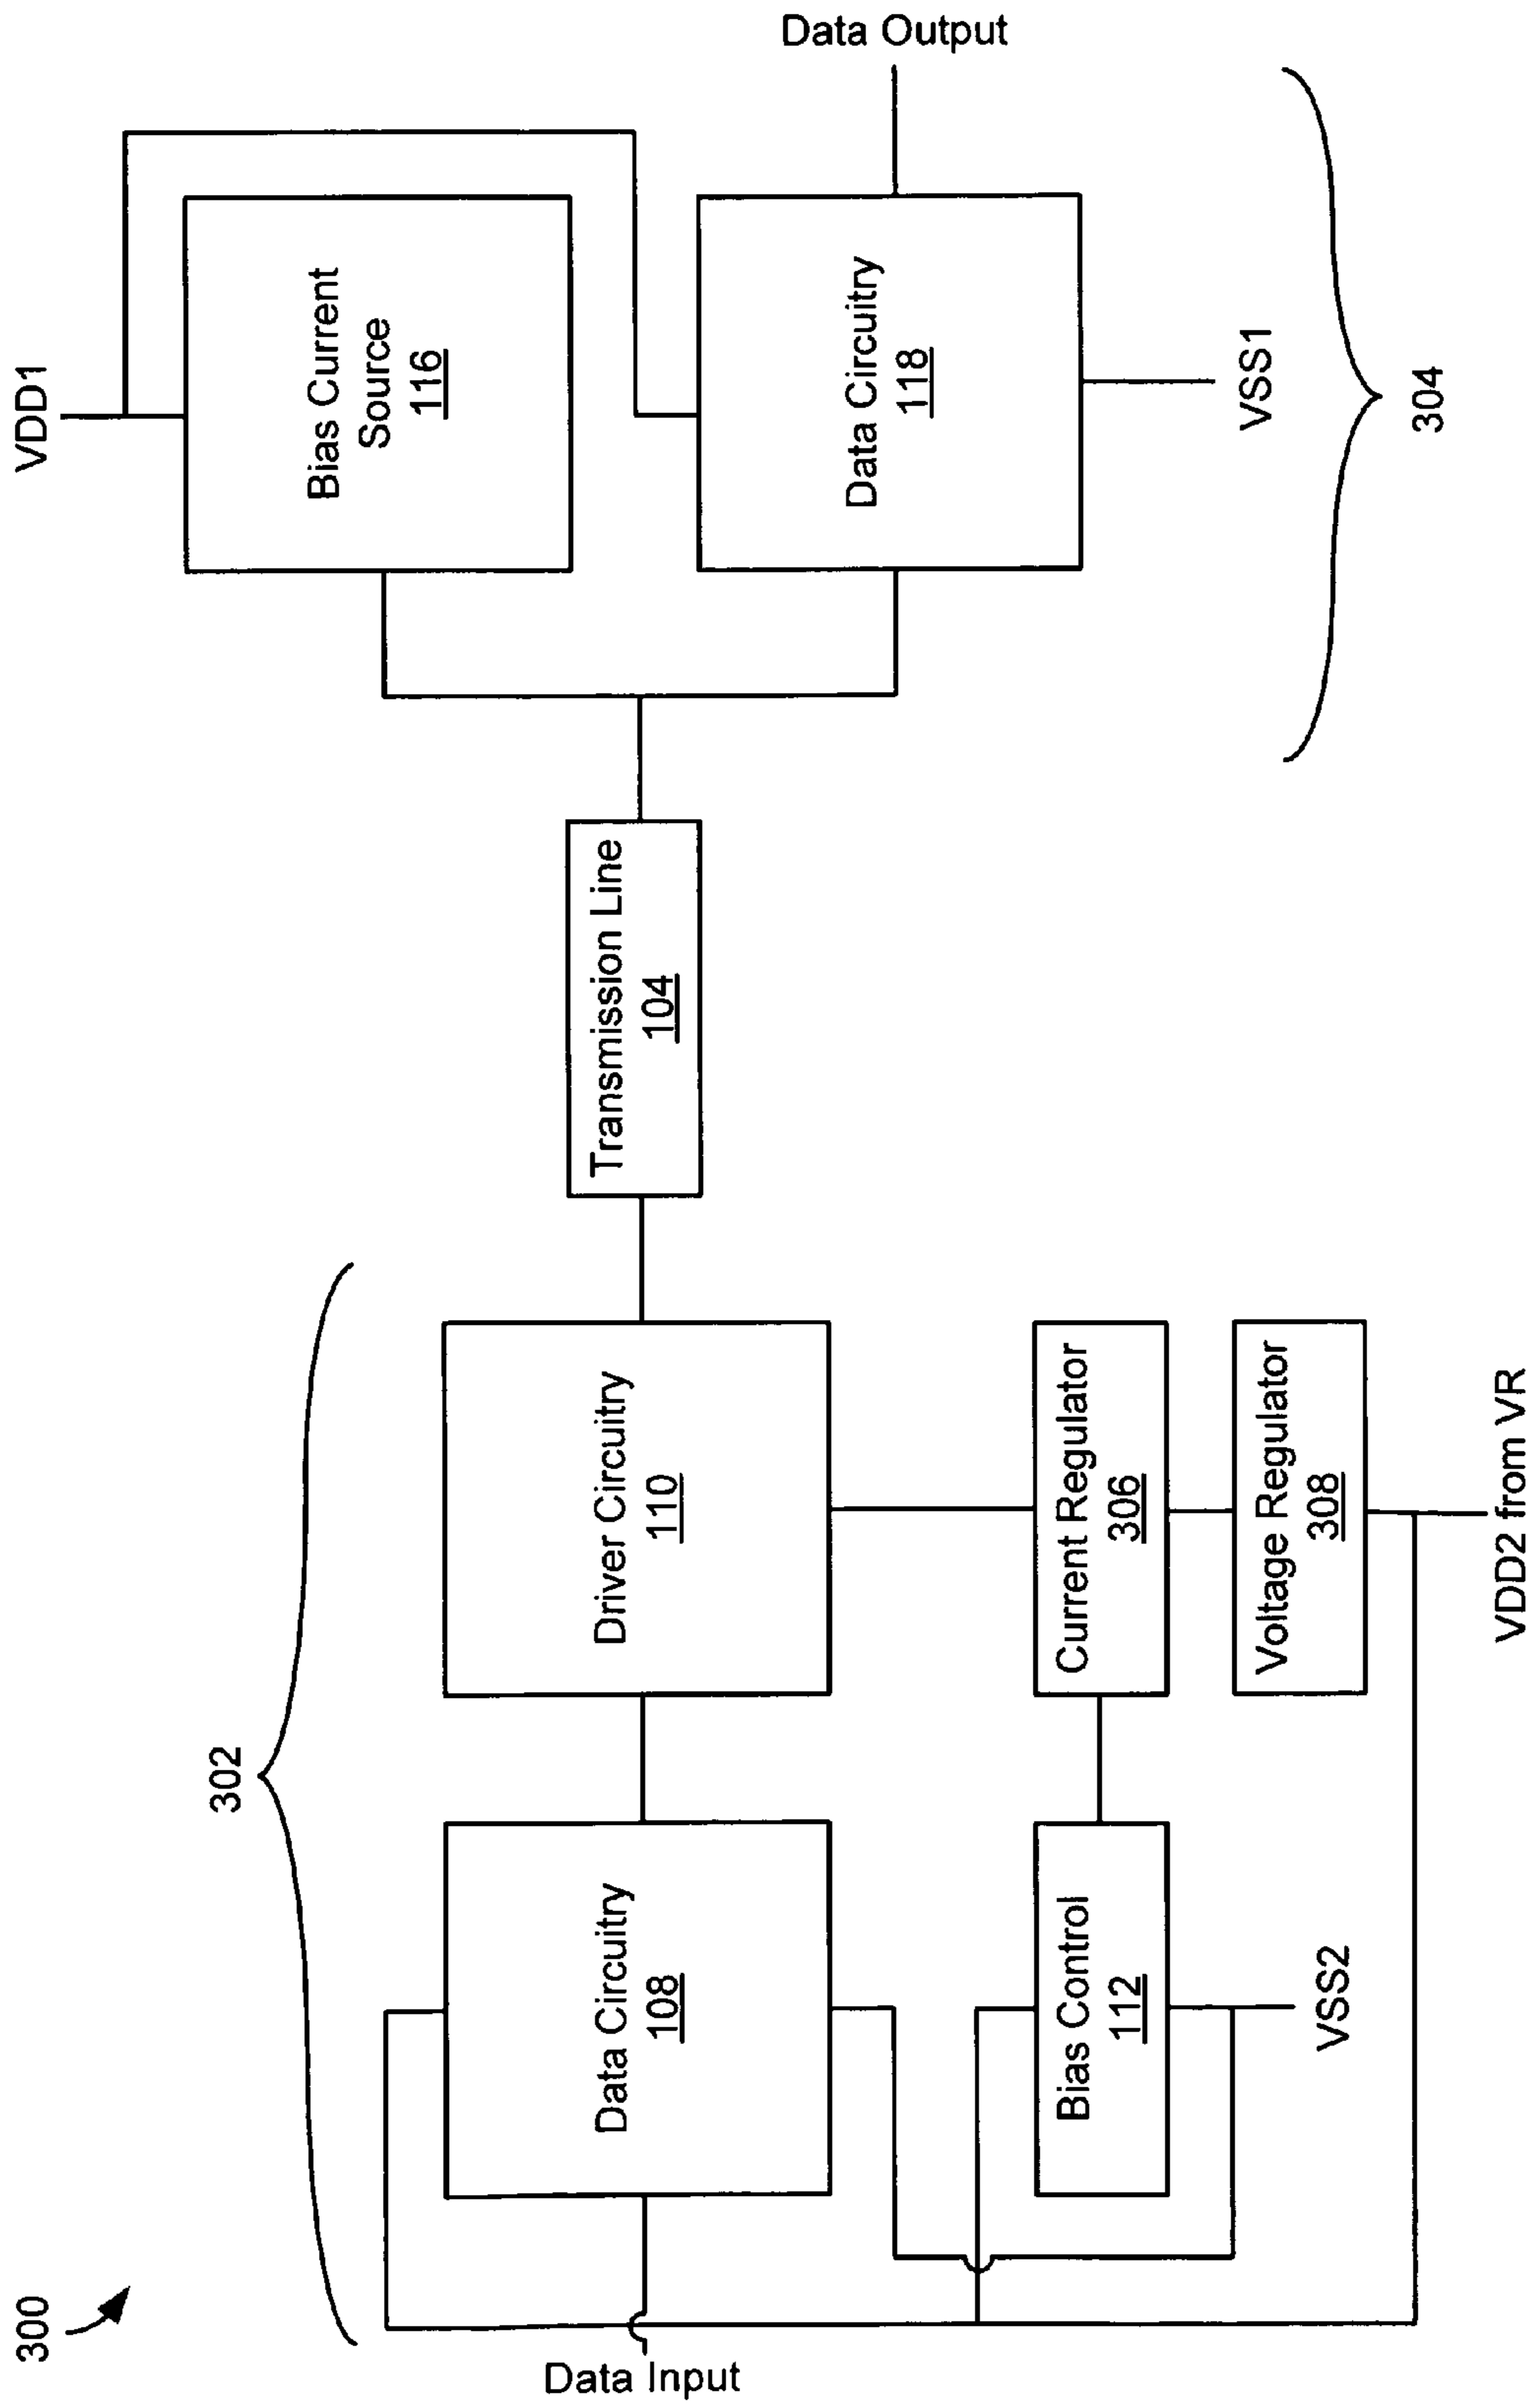 300
302
Data Input
Data Circuitry
108
Driver Circuitry
110
Bias Control
112
Current Regulator
306
Voltage Regulator
308
VSS2
VDD2 from VR
Transmission Line
104
VDD1
Bias Current
Source
116
Data Circuitry
118
Data Output
VSS1
304